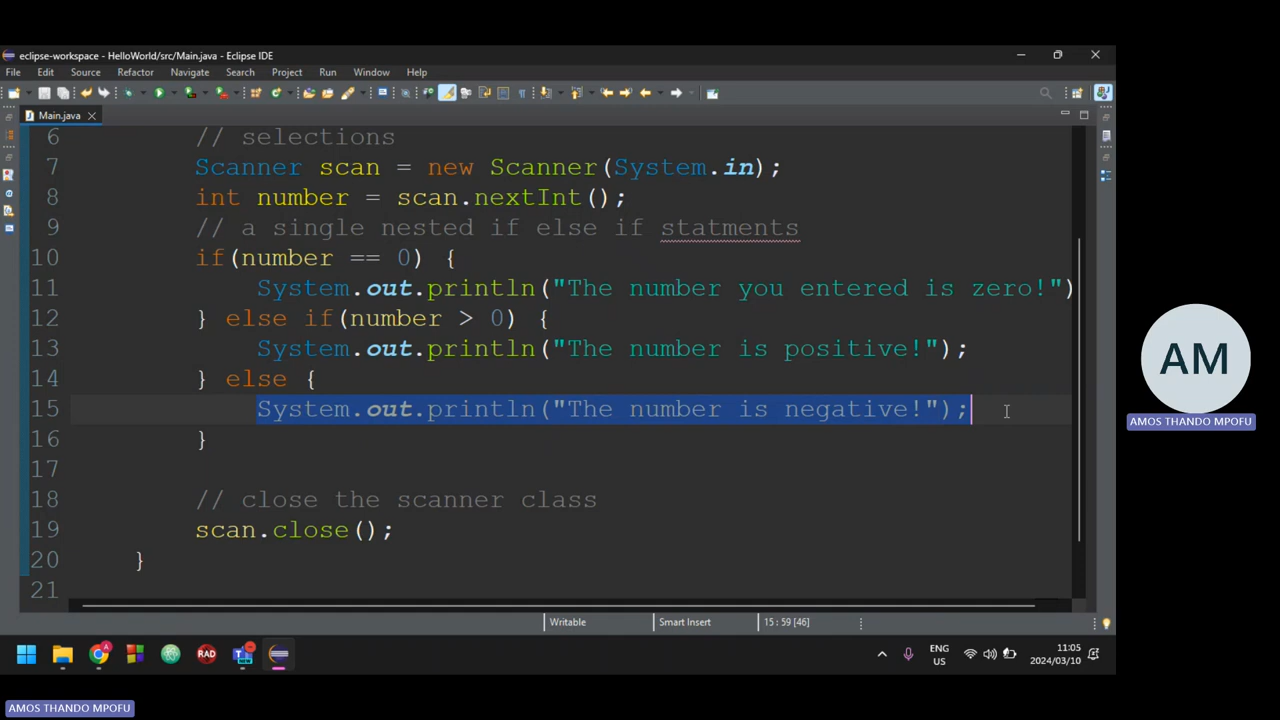 eclipse-workspace - HelloWorld/src/Main.java - Eclipse IDE
File Edit Source Refactor Navigate Search Project Run Window Help
Main.java
6 // selections
7 Scanner scan = new Scanner(System.in);
8 int number = scan.nextInt();
9 // a single nested if else if statments
10 if(number == 0) {
11 System.out.println("The number you entered is zero!")
12 } else if(number > 0) {
13 System.out.println("The number is positive!");
14 } else {
15 System.out.println("The number is negative!");
16 }
17
18 // close the scanner class
19 scan.close();
20 }
21
Writable Smart Insert 15 : 59 [46]
RAD
ENG
US
11:05
2024/03/10
AM
AMOS THANDO MPOFU
AMOS THANDO MPOFU